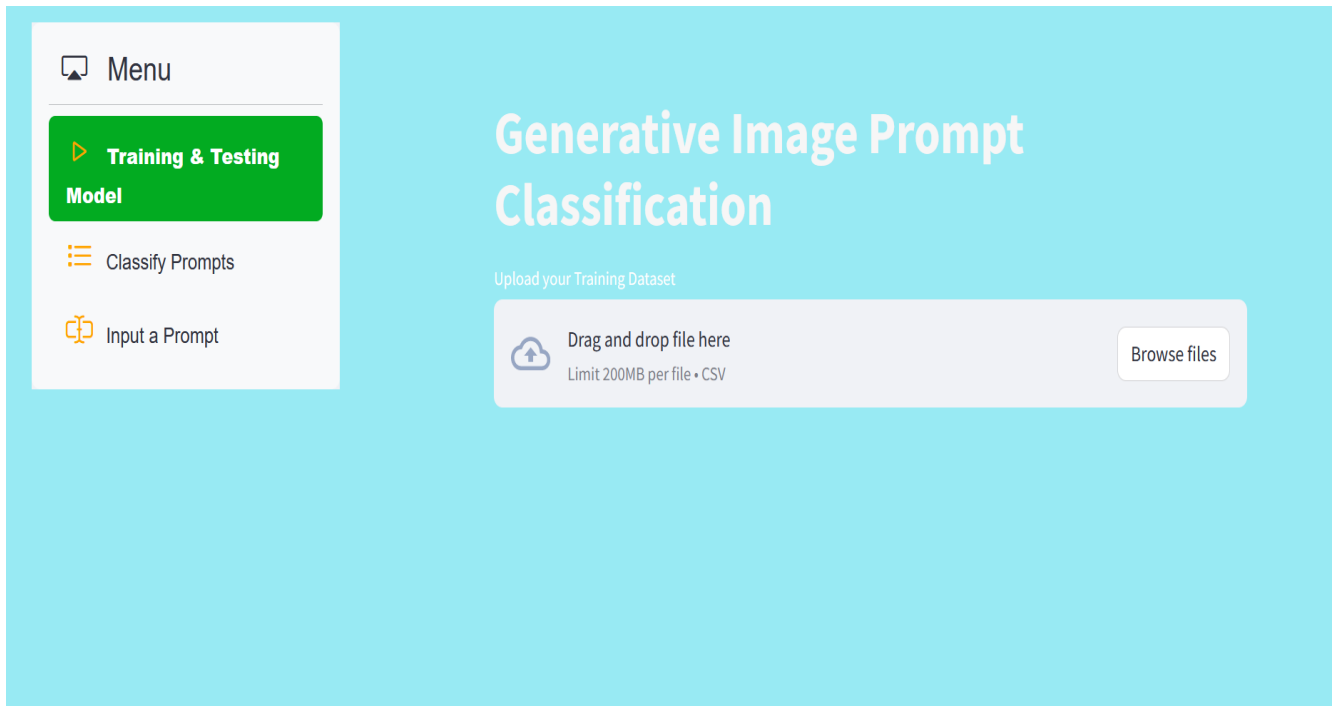 Menu
Training & Testing
Model
Classify Prompts
Input a Prompt
Generative Image Prompt
Classification
Upload your Training Dataset
Drag and drop file here
Limit 200MB per file • CSV
Browse files